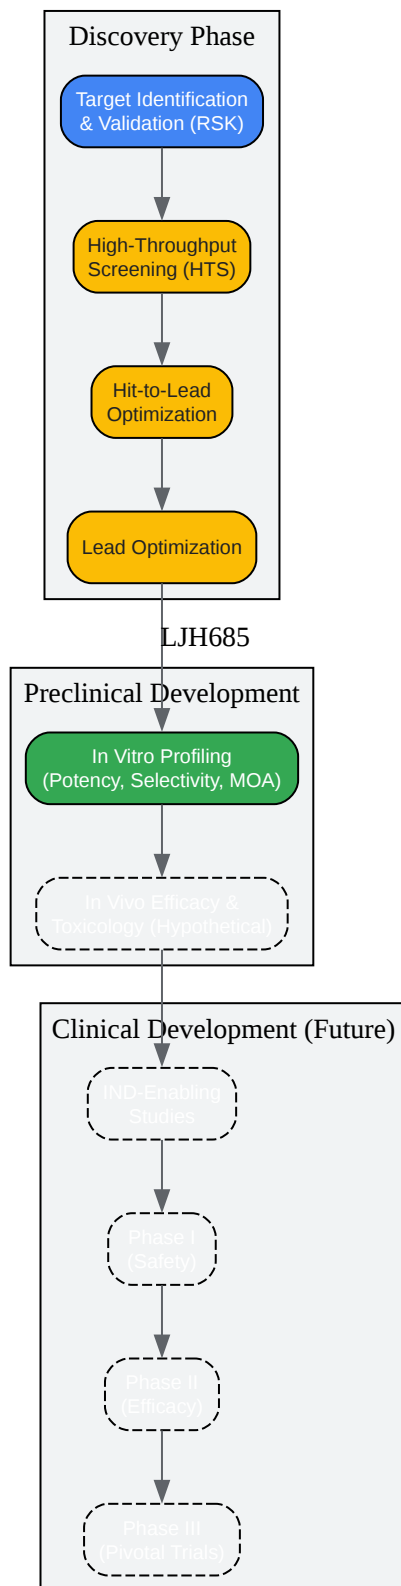 Discovery Phase
Target Identification
& Validation (RSK)
High-Throughput
Screening (HTS)
Hit-to-Lead
Optimization
Lead Optimization
LJH685
Preclinical Development
In Vitro Profiling
(Potency, Selectivity, MOA)
In Vivo Efficacy &
Toxicology (Hypothetical)
Clinical Development (Future)
IND-Enabling
Studies
Phase I
(Safety)
Phase II
(Efficacy)
Phase III
(Pivotal Trials)